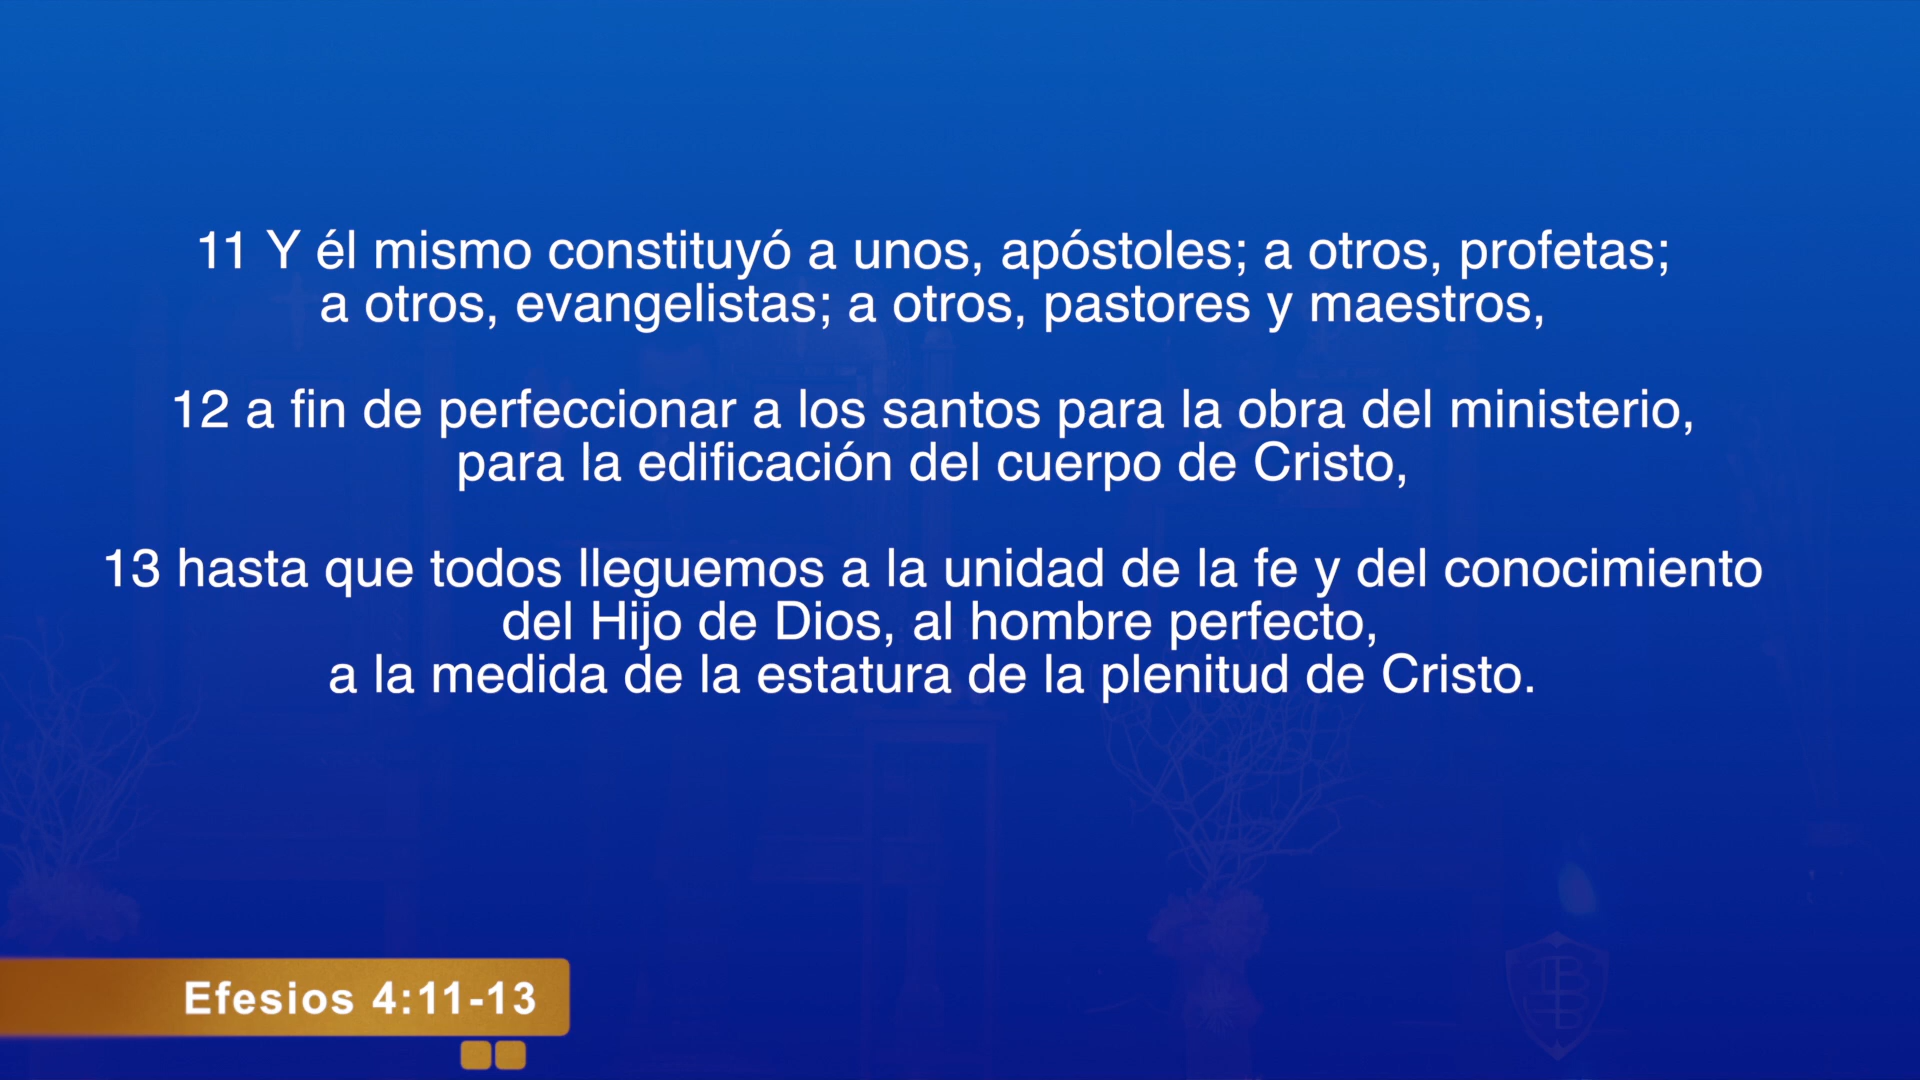 11 Y él mismo constituyó a unos, apóstoles; a otros, profetas;
a otros, evangelistas; a otros, pastores y maestros,
12 a fin de perfeccionar a los santos para la obra del ministerio,
para la edificación del cuerpo de Cristo,
13 hasta que todos lleguemos a la unidad de la fe y del conocimiento
del Hijo de Dios, al hombre perfecto,
a la medida de la estatura de la plenitud de Cristo.
Efesios 4:11-13